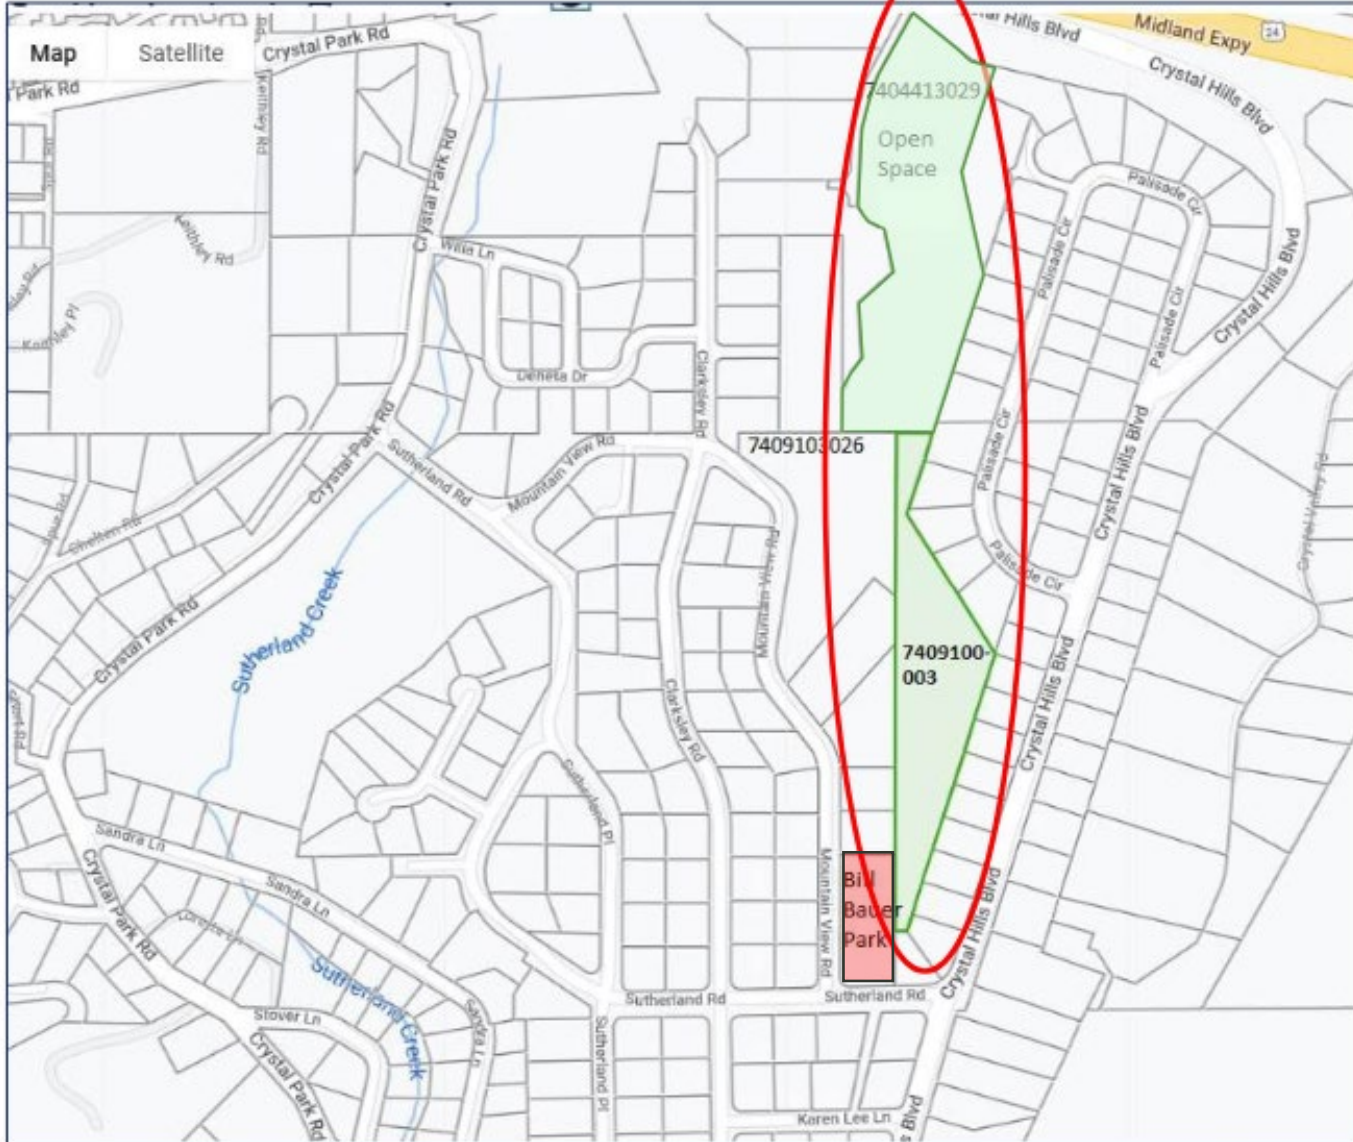 Map
Satellite
Crystal Park Rd
Midland Expy
24
Crystal Hills Blvd
Park Rd
Keithley Rd
7404413029
Open
Space
Crystal Park Rd
Palisade Cir
Keithley Rd
Willa Ln
Palisade Cir
Crystal Hills Blvd
Keithley Pl
Palisade Cir
Crystal Hills Blvd
Deneta Dr
Clarksley Rd
Crystal Park Rd
Sutherland Rd
Mountain View Rd
7409103026
Palisade Cir
Crystal Hills Blvd
Crystal Valley Rd
Chelten Rd
Palisade Cir
Sutherland Creek
Mountain View Rd
Crystal Park Rd
7409100-
003
Clarksley Rd
Crystal Hills Blvd
Sutherland Pl
Sandra Ln
Crystal Park Rd
Sandra Ln
Mountain View Rd
Bill
Bauer
Park
Crystal Hills Blvd
Sutherland Creek
Sutherland Rd
Sutherland Rd
Stover Ln
Sandra Ln
Crystal Park Rd
Sutherland Pl
Karen Lee Ln
s Blvd